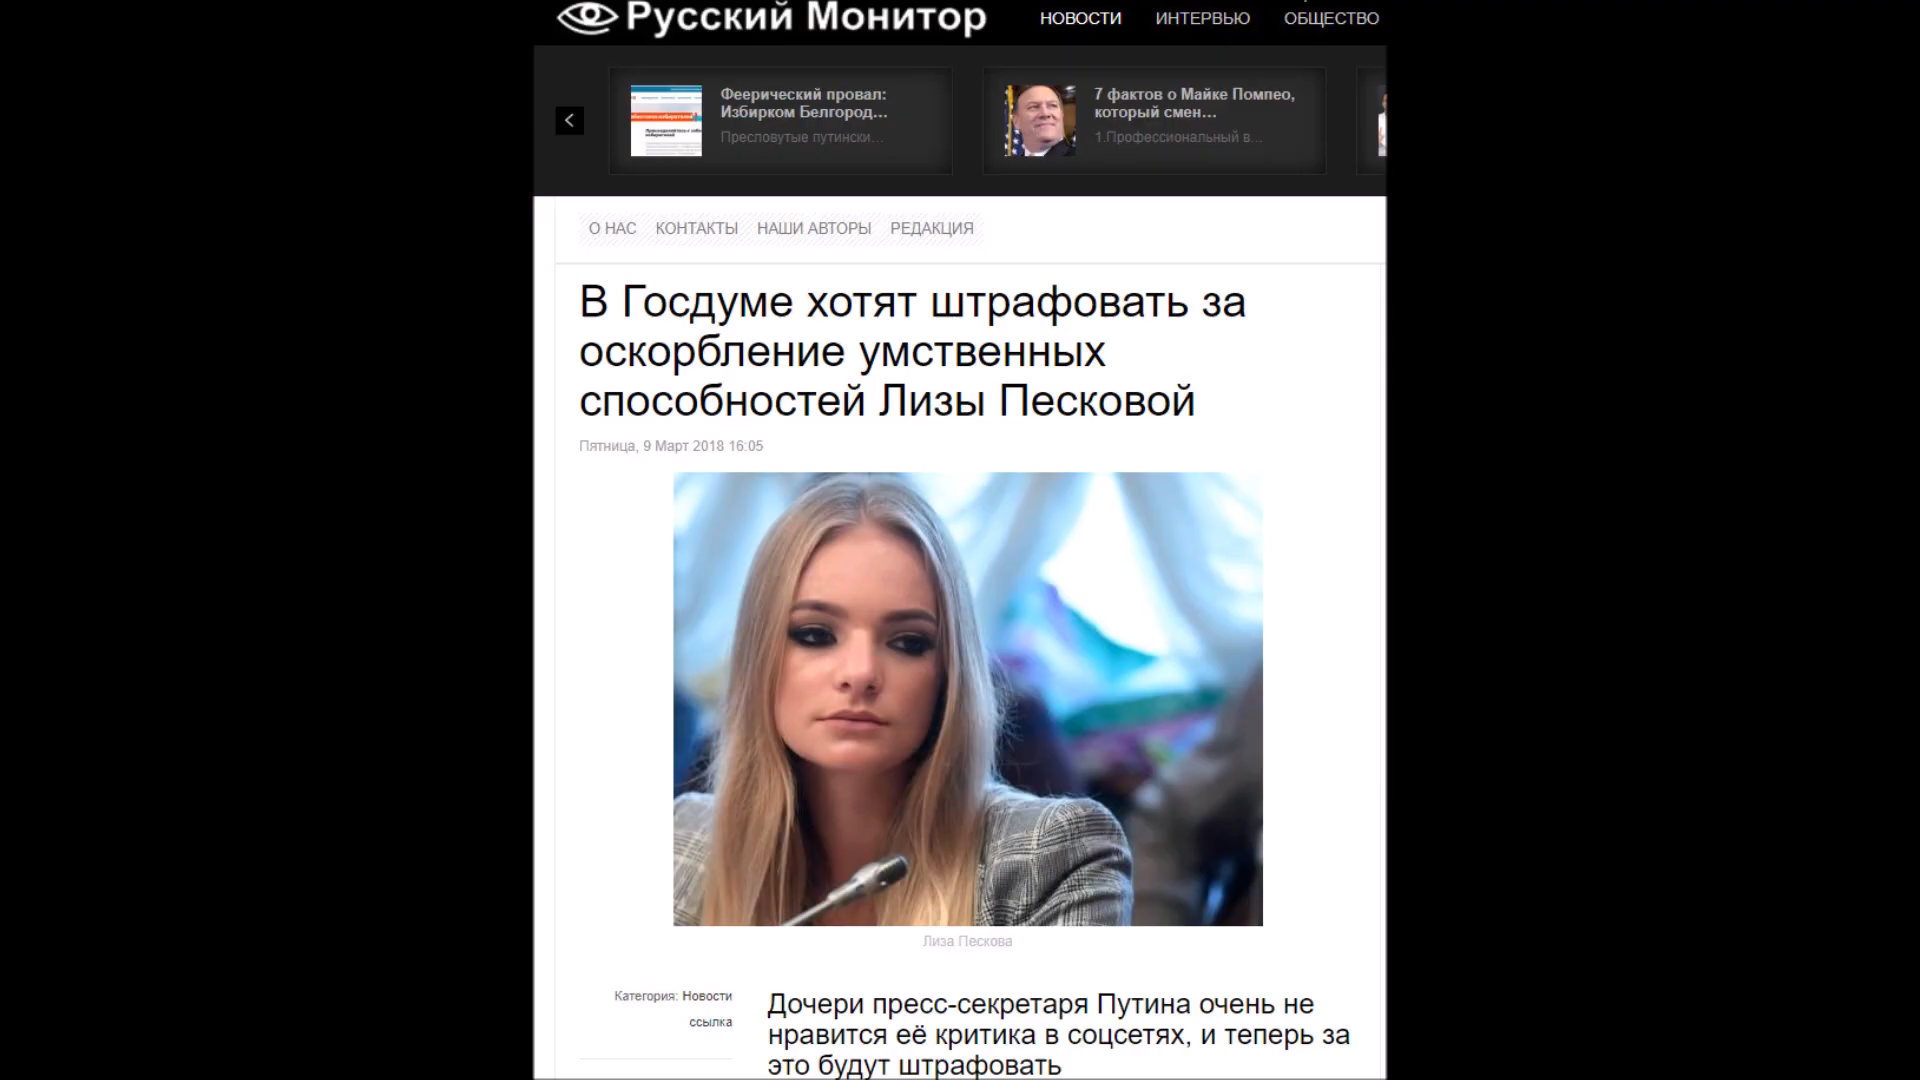 Русский Монитор
НОВОСТИ ИНТЕРВЬЮ ОБЩЕСТВО
Феерический провал:
Избирком Белгород...
Пресловутые путински...
7 фактов о Майке Помпео,
который смен...
1.Профессиональный в...
О НАС КОНТАКТЫ НАШИ АВТОРЫ РЕДАКЦИЯ
В Госдуме хотят штрафовать за
оскорбление умственных
способностей Лизы Песковой
Пятница, 9 Март 2018 16:05
Лиза Пескова
Категория: Новости
ссылка
Дочери пресс-секретаря Путина очень не
нравится её критика в соцсетях, и теперь за
это будут штрафовать